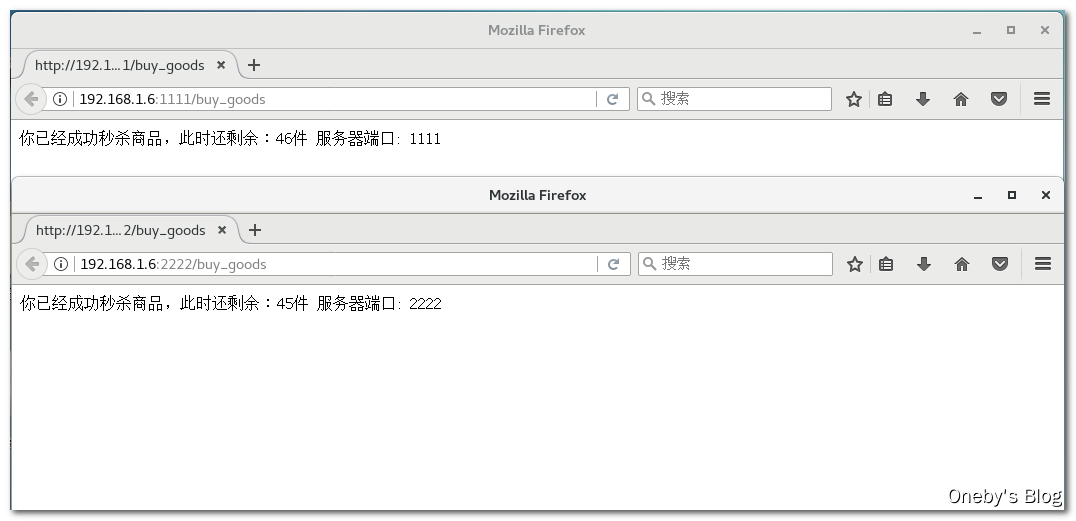 Mozilla Firefox
http://192.1...1/buy_goods
192.168.1.6:1111/buy_goods
搜索
你已经成功秒杀商品，此时还剩余：46件 服务器端口: 1111
Mozilla Firefox
http://192.1...2/buy_goods
192.168.1.6:2222/buy_goods
搜索
你已经成功秒杀商品，此时还剩余：45件 服务器端口: 2222
Oneby's Blog